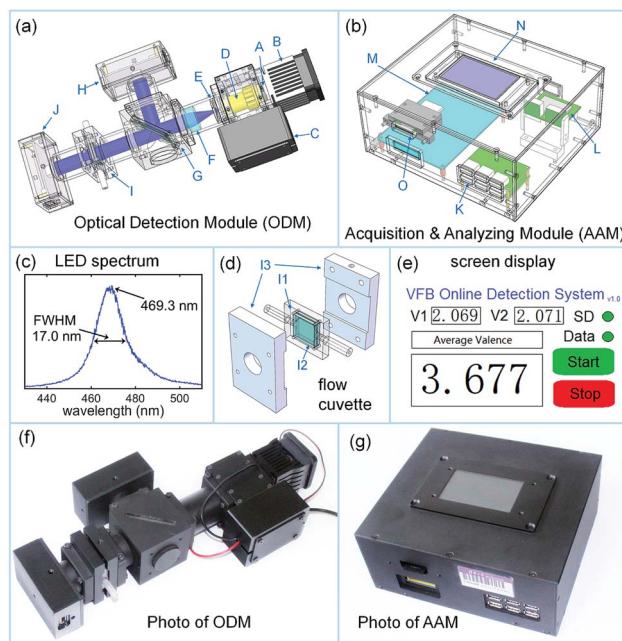 (a)
A
B
D
E
H
J
F
C
G
I
Optical Detection Module (ODM)
(b)
N
M
L
O
K
Acquisition & Analyzing Module (AAM)
(c)
LED spectrum
469.3 nm
FWHM
17.0 nm
440
460
480
500
wavelength (nm)
(d)
I3
I1
I2
flow
cuvette
(e)
screen display
VFB Online Detection System v1.0
V1 2.069 V2 2.071 SD
Data
Average Valence
3.677
Start
Stop
(f)
Photo of ODM
(g)
Photo of AAM